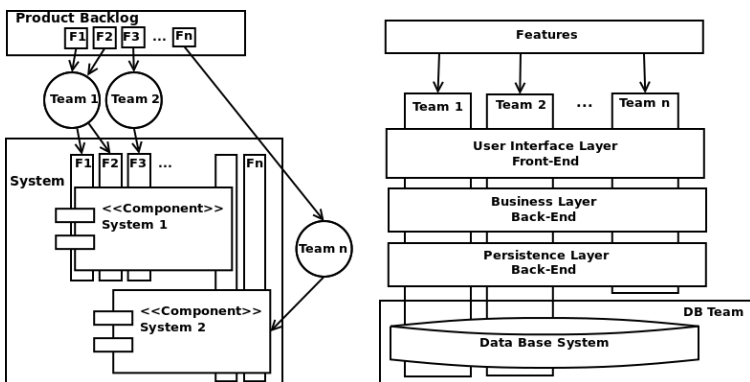 Product Backlog
F1 F2 F3 ... Fn
Team 1 Team 2
System
F1 F2 F3 ... Fn
<<Component>>
System 1
Team n
<<Component>>
System 2
Features
Team 1 Team 2 ... Team n
User Interface Layer
Front-End
Business Layer
Back-End
Persistence Layer
Back-End
DB Team
Data Base System